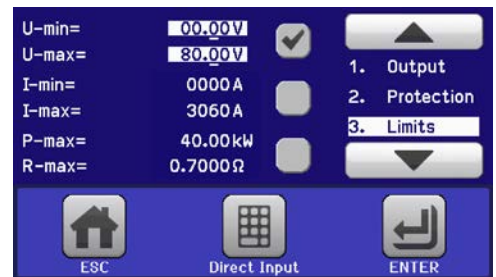 U-min= 00.00V
U-max= 80.00V
I-min= 0000A
I-max= 3060A
P-max= 40.00kW
R-max= 0.7000Ω
1. Output
2. Protection
3. Limits
ESC
Direct Input
ENTER